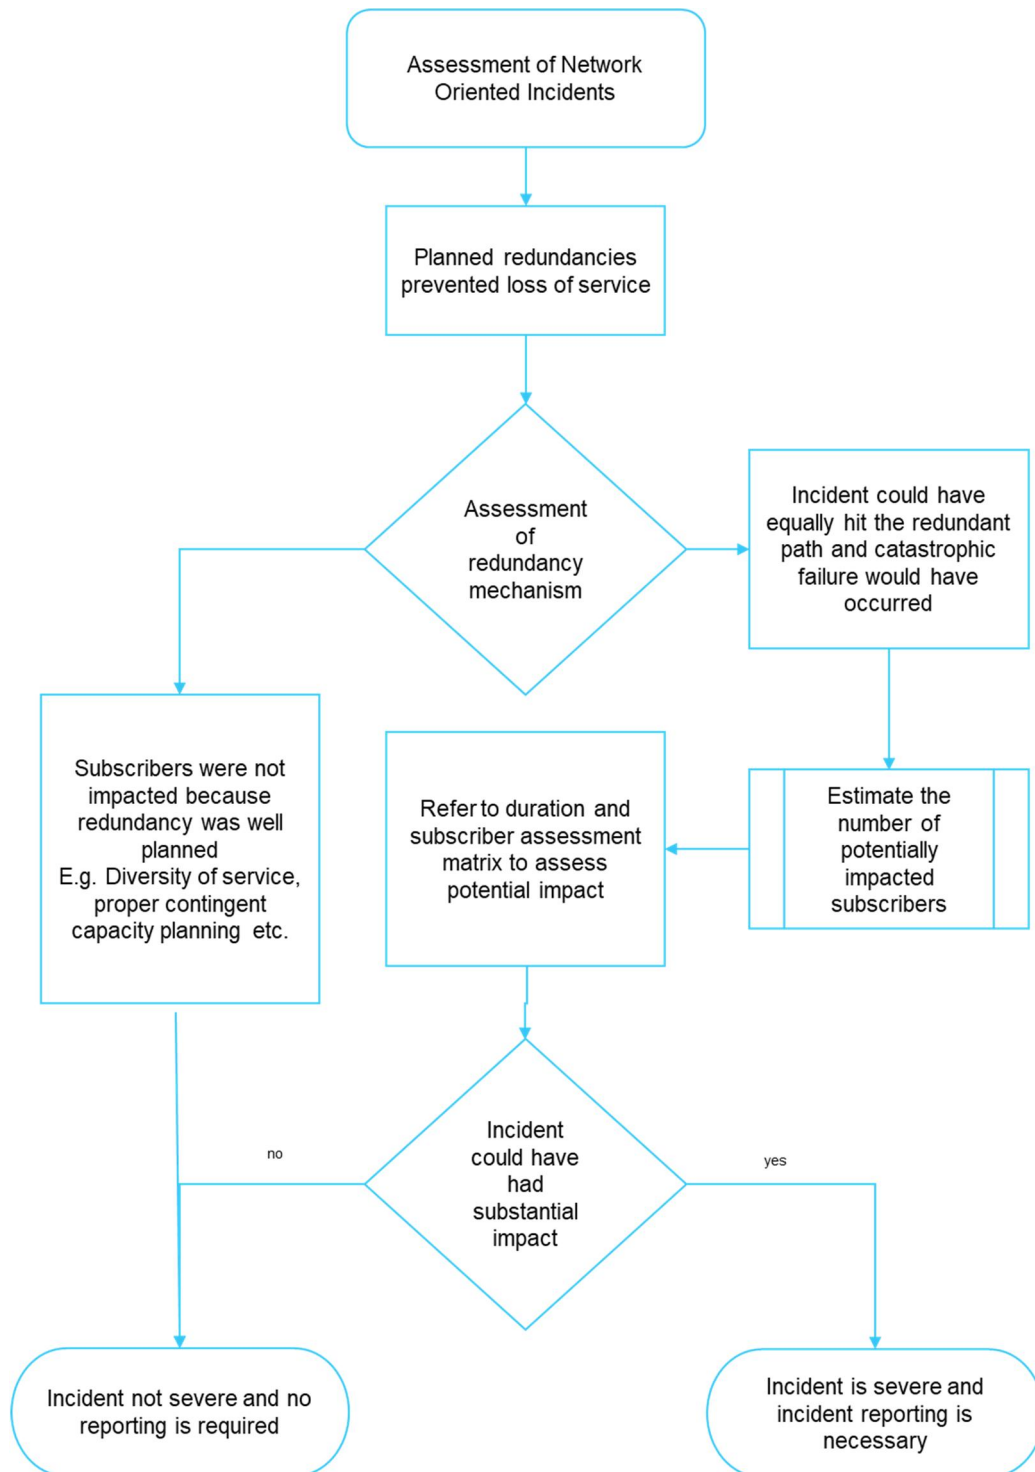 Assessment of Network
Oriented Incidents
Planned redundancies
prevented loss of service
Assessment
of
redundancy
mechanism
Incident could have
equally hit the redundant
path and catastrophic
failure would have
occurred
Subscribers were not
impacted because
redundancy was well
planned
E.g. Diversity of service,
proper contingent
capacity planning etc.
Refer to duration and
subscriber assessment
matrix to assess
potential impact
Estimate the
number of
potentially
impacted
subscribers
Incident
could have
had
substantial
impact
no
yes
Incident not severe and no
reporting is required
Incident is severe and
incident reporting is
necessary